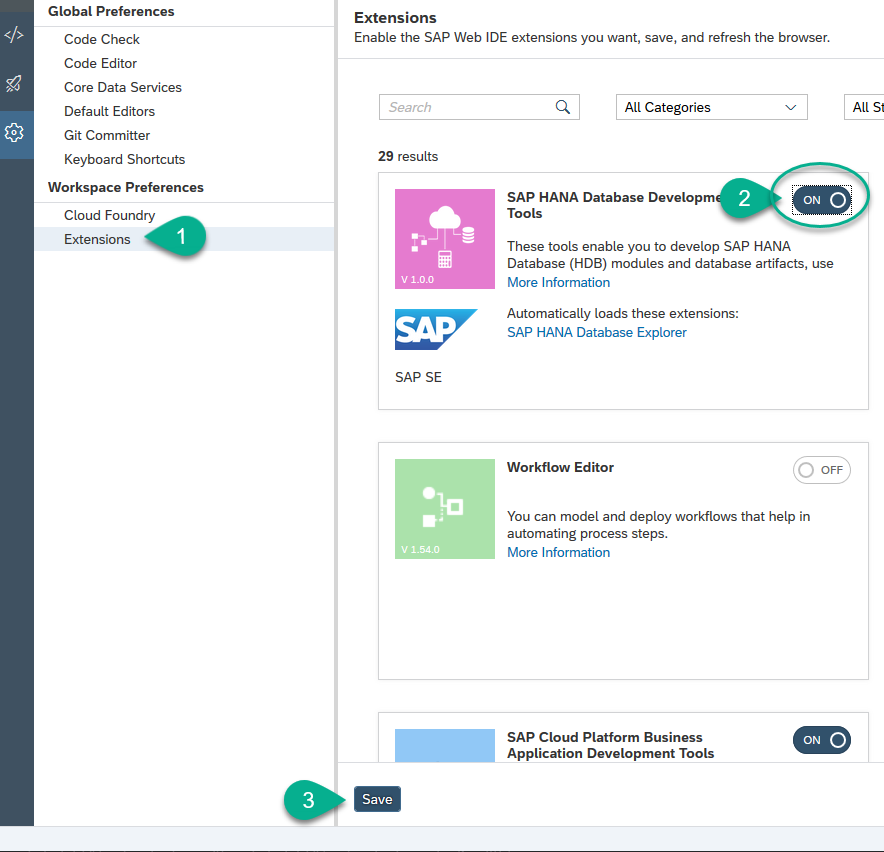 Global Preferences
Code Check
Code Editor
Core Data Services
Default Editors
Git Committer
Keyboard Shortcuts
Workspace Preferences
Cloud Foundry
Extensions
1
Extensions
Enable the SAP Web IDE extensions you want, save, and refresh the browser.
Search
All Categories
All St
29 results
V 1.0.0
SAP HANA Database Developme
Tools
2
ON
These tools enable you to develop SAP HANA
Database (HDB) modules and database artifacts, use
More Information
SAP
Automatically loads these extensions:
SAP HANA Database Explorer
SAP SE
V 1.54.0
Workflow Editor
OFF
You can model and deploy workflows that help in
automating process steps.
More Information
SAP Cloud Platform Business
Application Development Tools
ON
3
Save